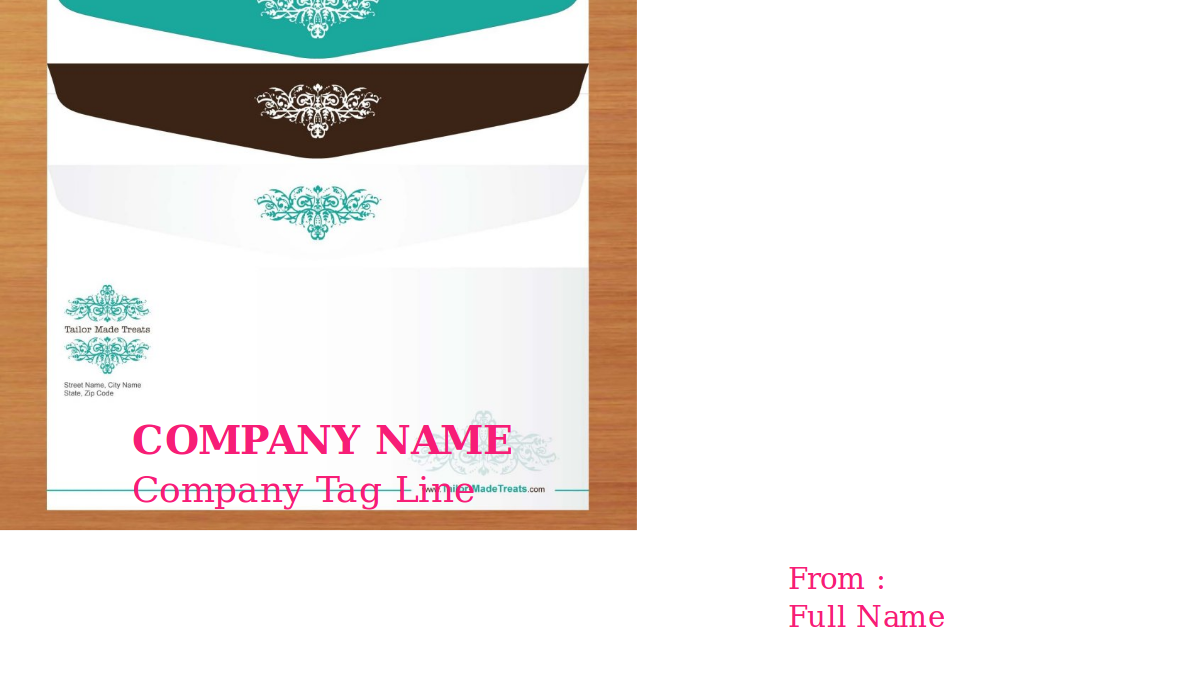 Tailor Made Treats
Street Name, City Name
State, Zip Code
COMPANY NAME
Company Tag Line
www.TailorMadeTreats.com
From :
Full Name